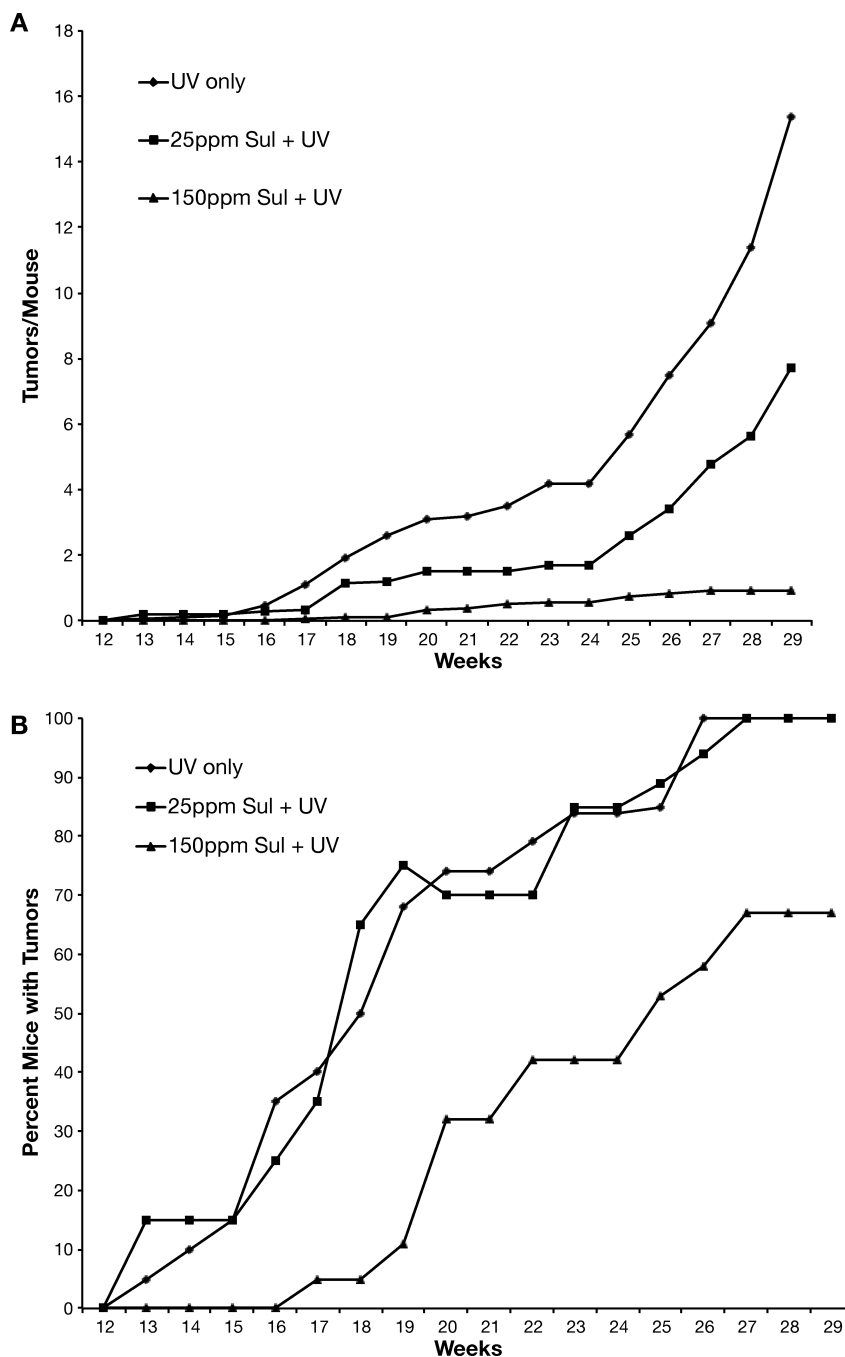 A
18
16
14
12
10
8
6
4
2
0
UV only
25ppm Sul + UV
150ppm Sul + UV
Tumors/Mouse
12 13 14 15 16 17 18 19 20 21 22 23 24 25 26 27 28 29
Weeks
B
100
90
80
70
60
50
40
30
20
10
0
UV only
25ppm Sul + UV
150ppm Sul + UV
Percent Mice with Tumors
12 13 14 15 16 17 18 19 20 21 22 23 24 25 26 27 28 29
Weeks